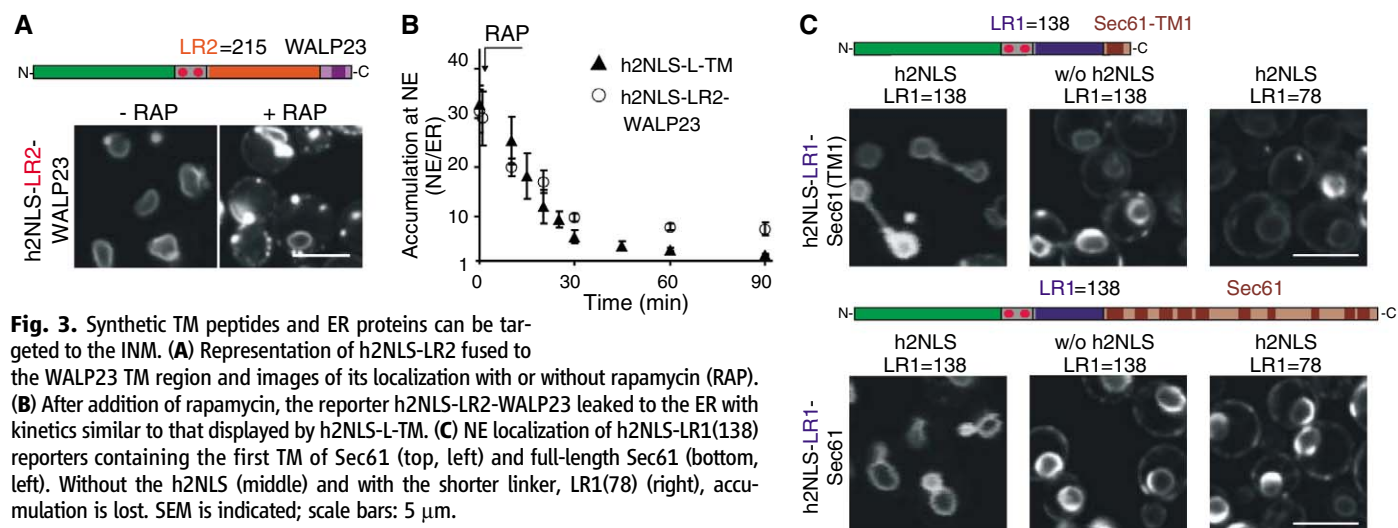 A
LR2=215 WALP23
N-
-C
- RAP
+ RAP
h2NLS-LR2-
WALP23
B
RAP
Accumulation at NE
(NE/ER)
40
30
20
10
1
0
30
60
90
Time (min)
h2NLS-L-TM
h2NLS-LR2-
WALP23
C
LR1=138 Sec61-TM1
N-
-C
h2NLS
LR1=138
w/o h2NLS
LR1=138
h2NLS
LR1=78
h2NLS-LR1-
Sec61(TM1)
LR1=138
Sec61
N-
-C
h2NLS
LR1=138
w/o h2NLS
LR1=138
h2NLS
LR1=78
h2NLS-LR1-
Sec61
Fig. 3. Synthetic TM peptides and ER proteins can be tar-
geted to the INM. (A) Representation of h2NLS-LR2 fused to
the WALP23 TM region and images of its localization with or without rapamycin (RAP).
(B) After addition of rapamycin, the reporter h2NLS-LR2-WALP23 leaked to the ER with
kinetics similar to that displayed by h2NLS-L-TM. (C) NE localization of h2NLS-LR1(138)
reporters containing the first TM of Sec61 (top, left) and full-length Sec61 (bottom,
left). Without the h2NLS (middle) and with the shorter linker, LR1(78) (right), accu-
mulation is lost. SEM is indicated; scale bars: 5 μm.